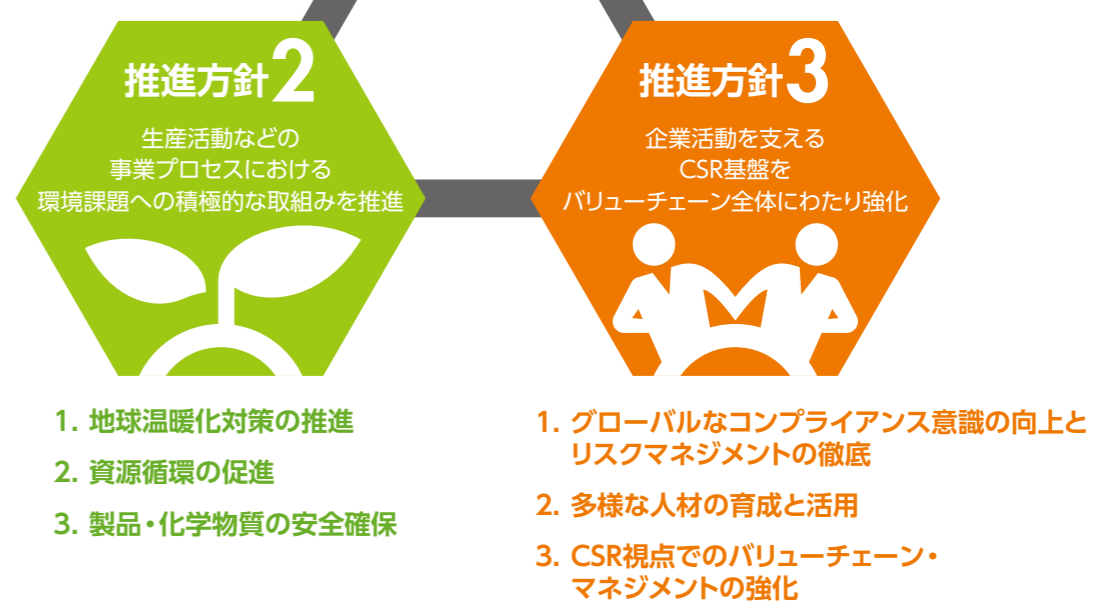 推進方針2
生産活動などの
事業プロセスにおける
環境課題への積極的な取組みを推進
1. 地球温暖化対策の推進
2. 資源循環の促進
3. 製品・化学物質の安全確保
推進方針3
企業活動を支える
CSR基盤を
バリューチェーン全体にわたり強化
1. グローバルなコンプライアンス意識の向上と
リスクマネジメントの徹底
2. 多様な人材の育成と活用
3. CSR視点でのバリューチェーン・
マネジメントの強化